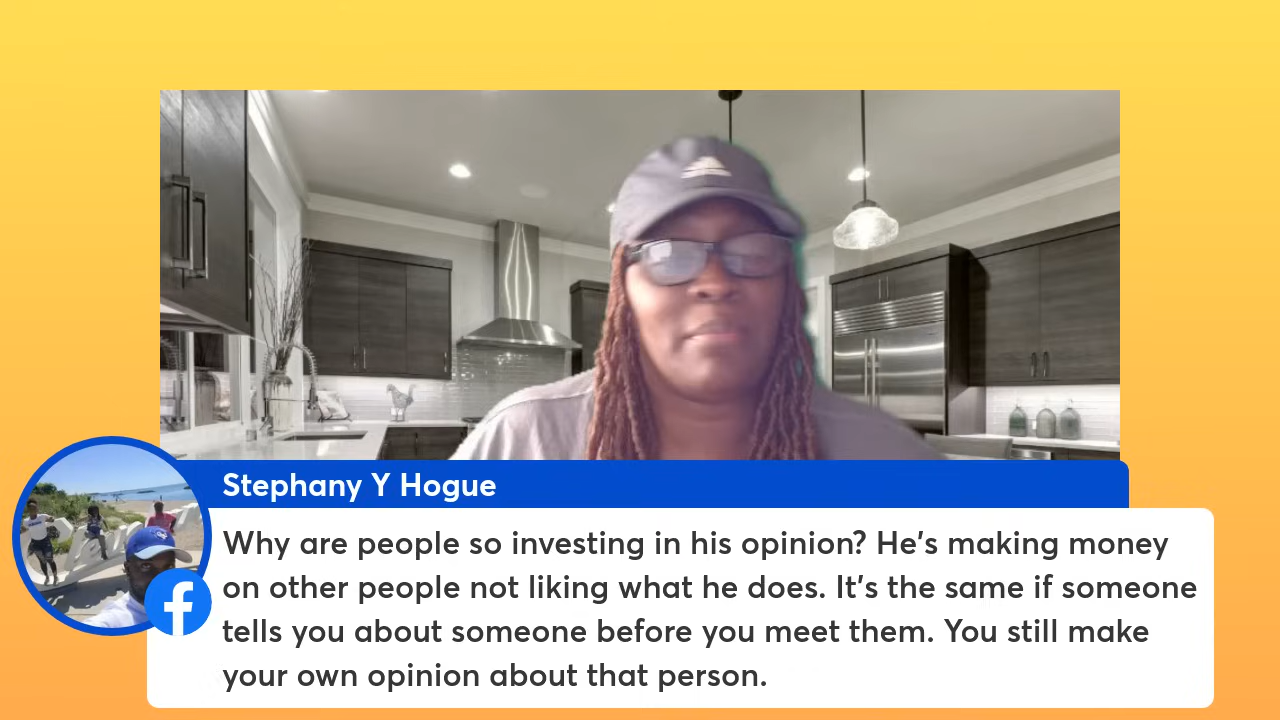 Stephany Y Hogue
Why are people so investing in his opinion? He's making money
on other people not liking what he does. It's the same if someone
tells you about someone before you meet them. You still make
your own opinion about that person.